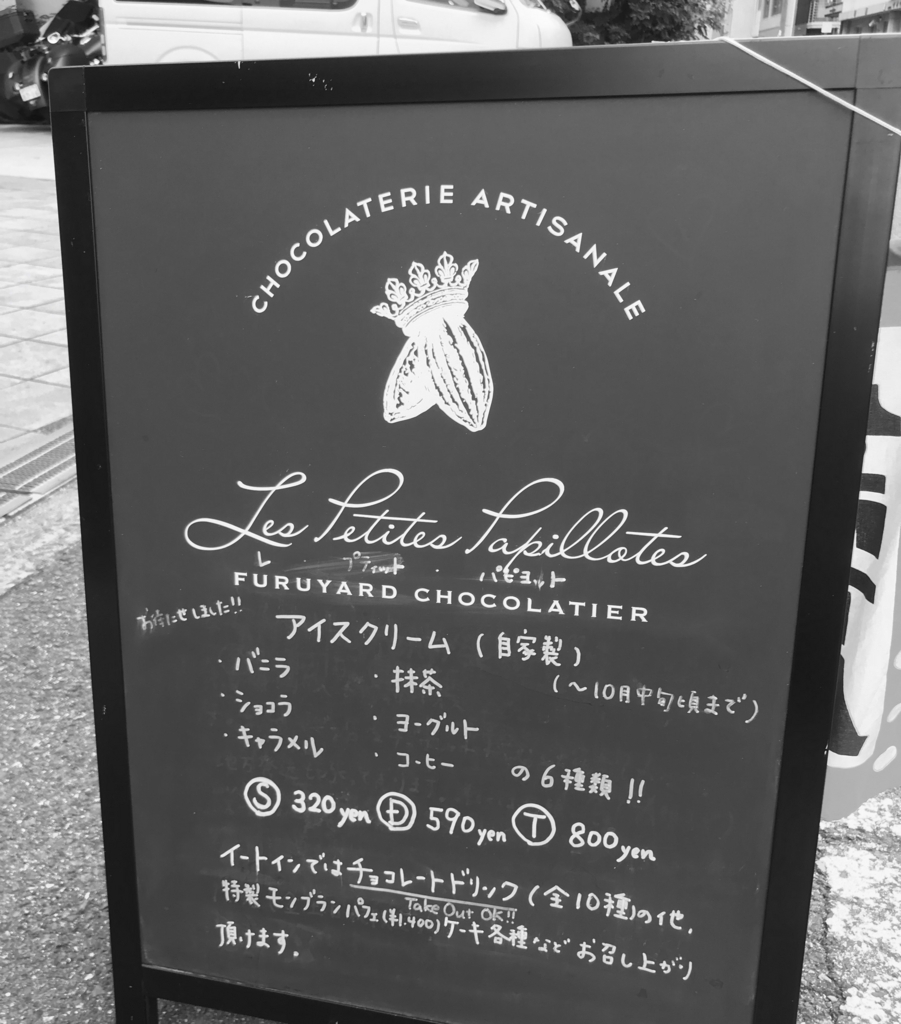 CHOCOLATERIE ARTISANALE
Les Petites Papillotes
レ プティット・パピヨット
FURUYARD CHOCOLATIER
お待たせしました!!
アイスクリーム (自家製)
(～10月中旬頃まで)
・バニラ ・抹茶
・ショコラ ・ヨーグルト
・キャラメル ・コーヒー の6種類!!
Ⓢ 320yen Ⓓ 590yen Ⓣ 800yen
イートインではチョコレートドリンク(全10種)の他、
Take Out OK!!
特製モンブランパフェ(¥1.400)ケーキ各種などお召し上がり
頂けます。